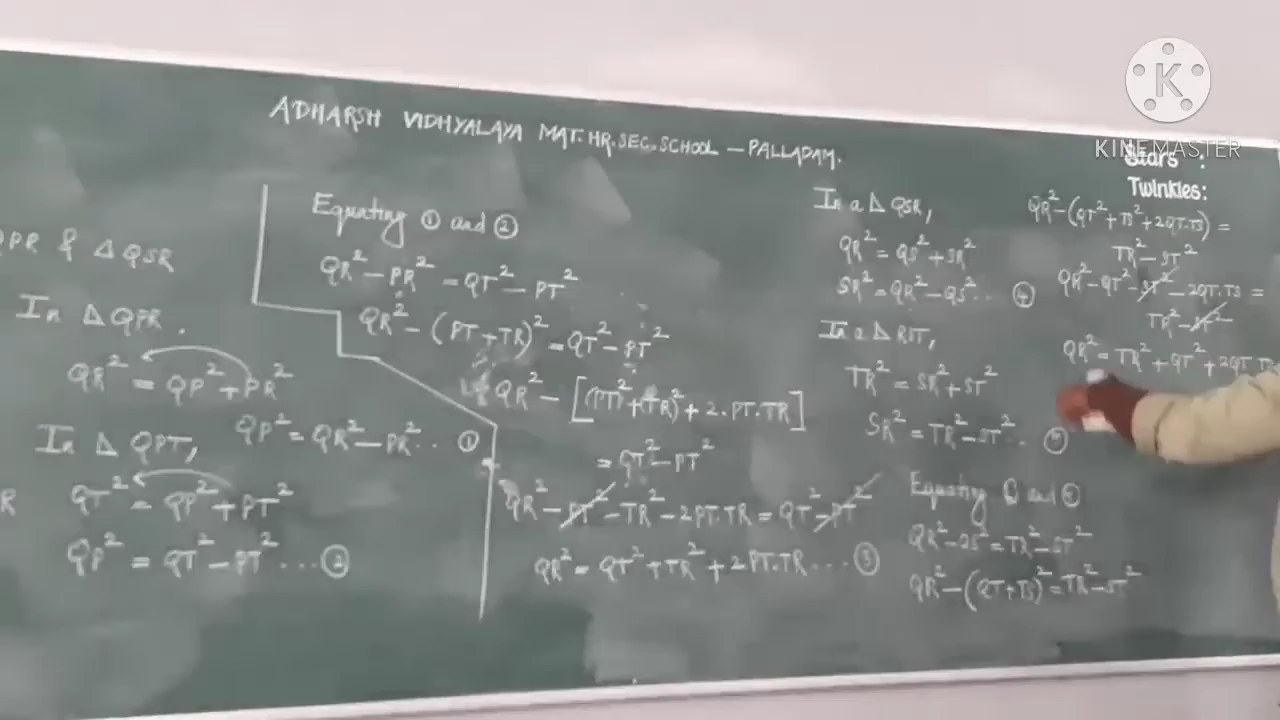 ADHARSH VIDHYALAYA MAT.HR.SEC.SCHOOL – PALLADAM.
KINEMASTER
Stars :
Twinkles:
PR & Δ QSR
In Δ QPR.
QR² = QP² + PR²
QP² = QR² – PR² .. ①
In Δ QPT,
R
QT² = QP² + PT²
QP² = QT² – PT² ... ②
Equating ① and ②
QR² – PR² = QT² – PT²
QR² – (PT + TR)² = QT² – PT²
QR² – [(PT)² + (TR)² + 2.PT.TR]
= QT² – PT²
QR² – PT² – TR² – 2PT.TR = QT² – PT²
QR² = QT² + TR² + 2PT.TR .... ③
In a Δ QSR,
QR² = QS² + SR²
SR² = QR² – QS² .. ④
In a Δ RST,
TR² = SR² + ST²
SR² = TR² – ST² ..
Equating and
QR² – QS² = TR² – ST²
QR² – (QT + TS)² = TR² – ST²
QR² – (QT² + TS² + 2QT.TS) =
TR² – ST²
QR² – QT² – ST² – 2QT.TS =
TR² – ST²
QR² = TR² + QT² + 2QT.T